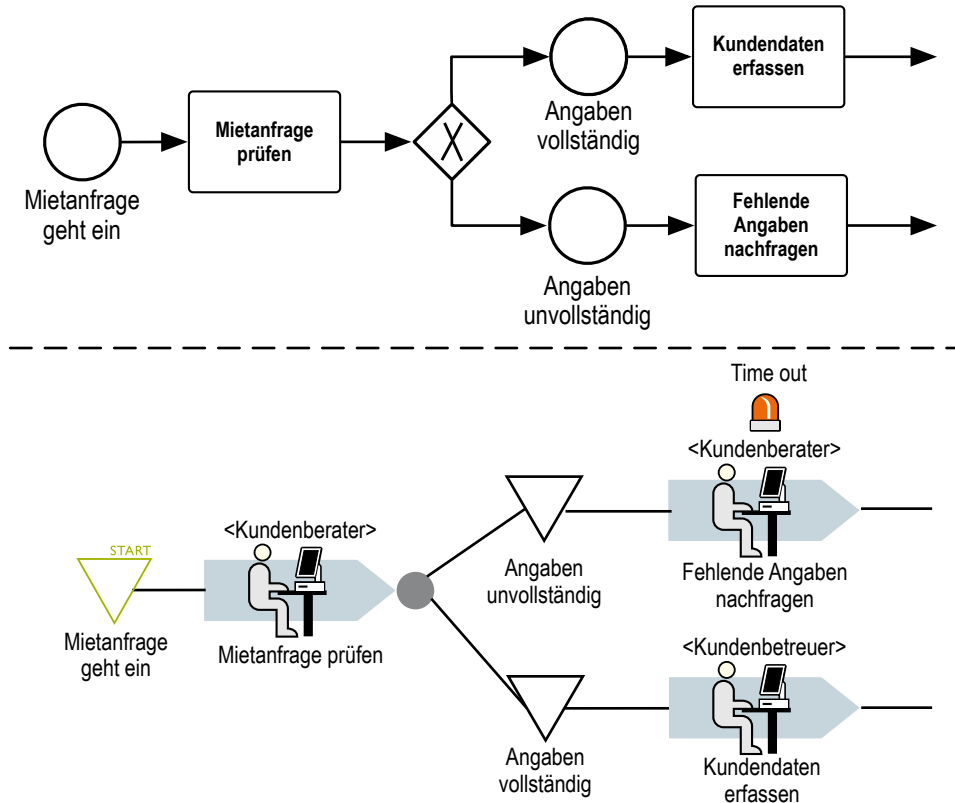 Kundendaten
erfassen
Angaben
vollständig
Mietanfrage
prüfen
X
Mietanfrage
geht ein
Fehlende
Angaben
nachfragen
Angaben
unvollständig
Time out
<Kundenberater>
<Kundenberater>
START
Angaben
unvollständig
Fehlende Angaben
nachfragen
Mietanfrage
geht ein
Mietanfrage prüfen
<Kundenbetreuer>
Angaben
vollständig
Kundendaten
erfassen